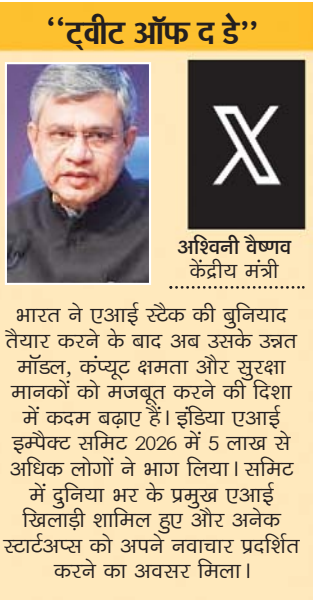 “ट्वीट ऑफ द डे”
अश्विनी वैष्णव
केंद्रीय मंत्री
भारत ने एआई स्टैक की बुनियाद
तैयार करने के बाद अब उसके उन्नत
मॉडल, कंप्यूट क्षमता और सुरक्षा
मानकों को मजबूत करने की दिशा
में कदम बढ़ाए हैं। इंडिया एआई
इम्पैक्ट समिट 2026 में 5 लाख से
अधिक लोगों ने भाग लिया। समिट
में दुनिया भर के प्रमुख एआई
खिलाड़ी शामिल हुए और अनेक
स्टार्टअप्स को अपने नवाचार प्रदर्शित
करने का अवसर मिला।